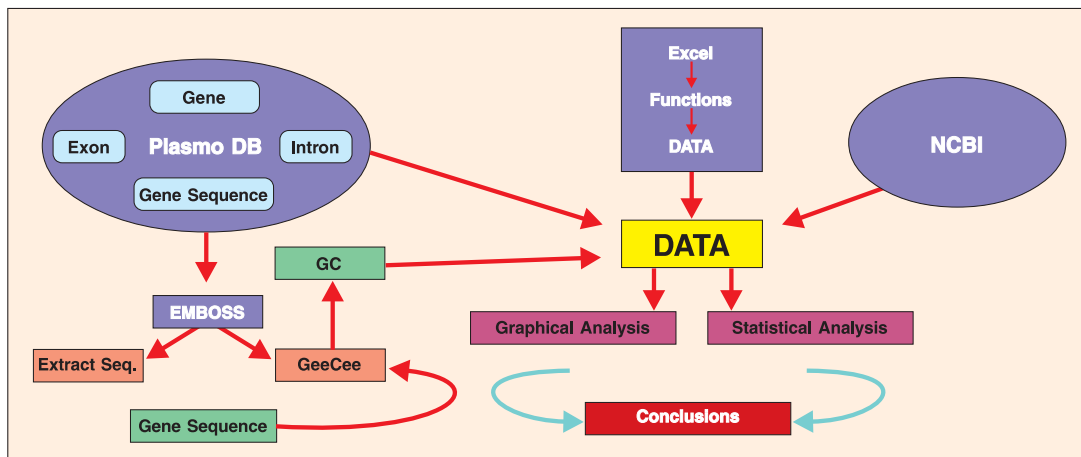 Gene
Exon
Plasmo DB
Intron
Gene Sequence
Excel
Functions
DATA
NCBI
DATA
GC
EMBOSS
Extract Seq.
GeeCee
Gene Sequence
Graphical Analysis
Statistical Analysis
Conclusions